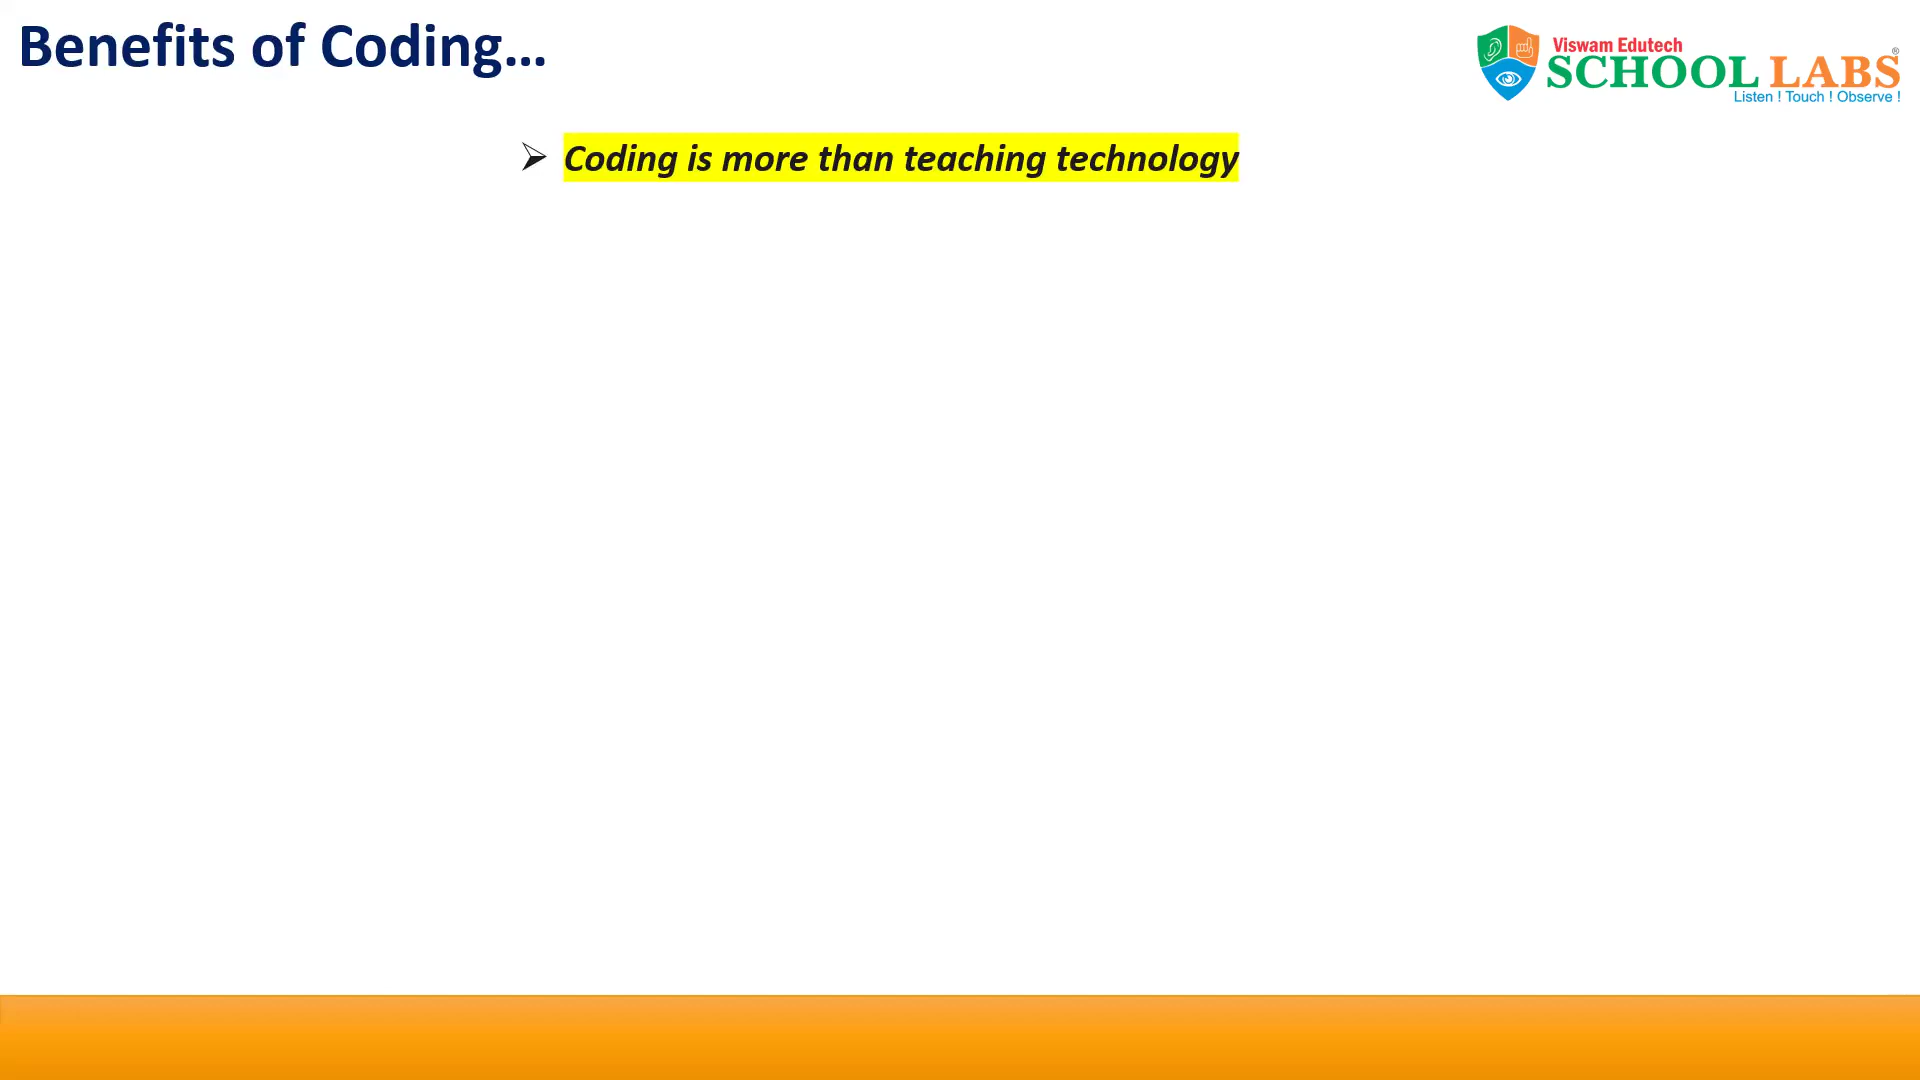 Benefits of Coding...
Viswam Edutech
SCHOOL LABS®
Listen ! Touch ! Observe !
➢ Coding is more than teaching technology